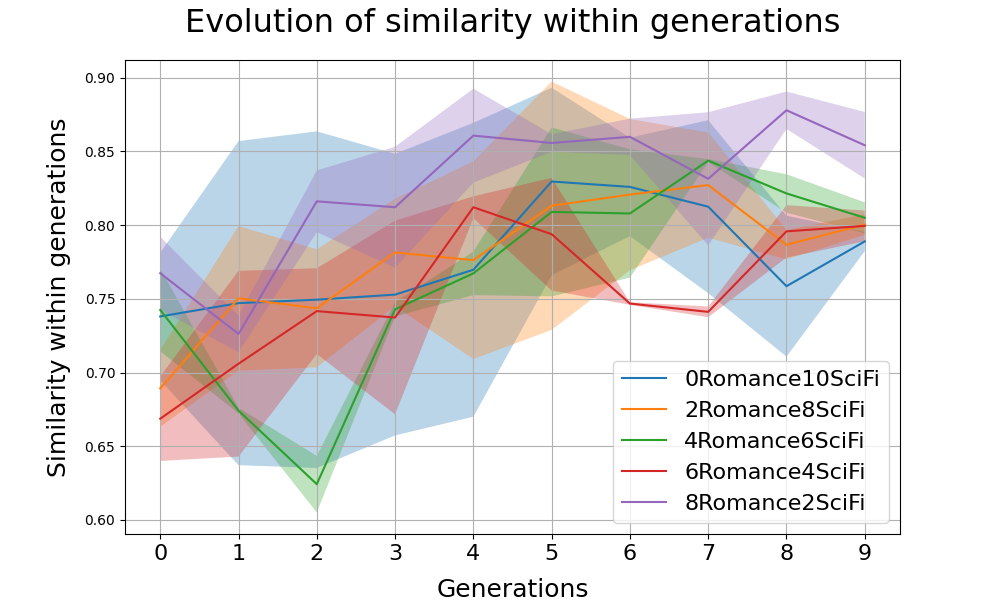 Evolution of similarity within generations
Similarity within generations
0.90
0.85
0.80
0.75
0.70
0.65
0.60
0Romance10SciFi
2Romance8SciFi
4Romance6SciFi
6Romance4SciFi
8Romance2SciFi
0 1 2 3 4 5 6 7 8 9
Generations